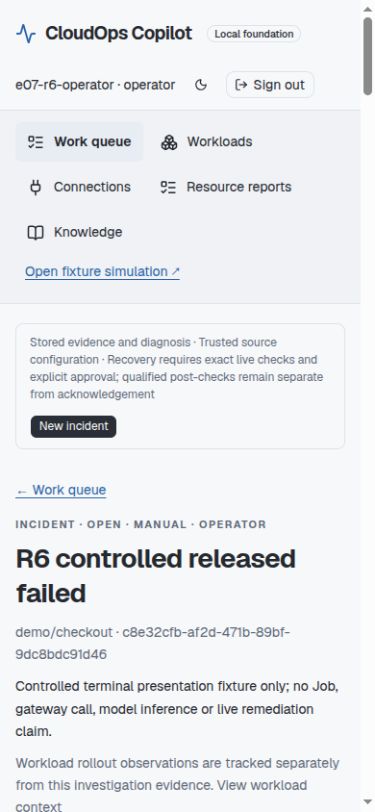 CloudOps Copilot Local foundation
e07-r6-operator · operator Sign out
Work queue Workloads
Connections Resource reports
Knowledge
Open fixture simulation ↗
Stored evidence and diagnosis · Trusted source
configuration · Recovery requires exact live checks and
explicit approval; qualified post-checks remain separate
from acknowledgement
New incident
← Work queue
INCIDENT · OPEN · MANUAL · OPERATOR
R6 controlled released
failed
demo/checkout · c8e32cfb-af2d-471b-89bf-
9dc8bdc91d46
Controlled terminal presentation fixture only; no Job,
gateway call, model inference or live remediation
claim.
Workload rollout observations are tracked separately
from this investigation evidence. View workload
context